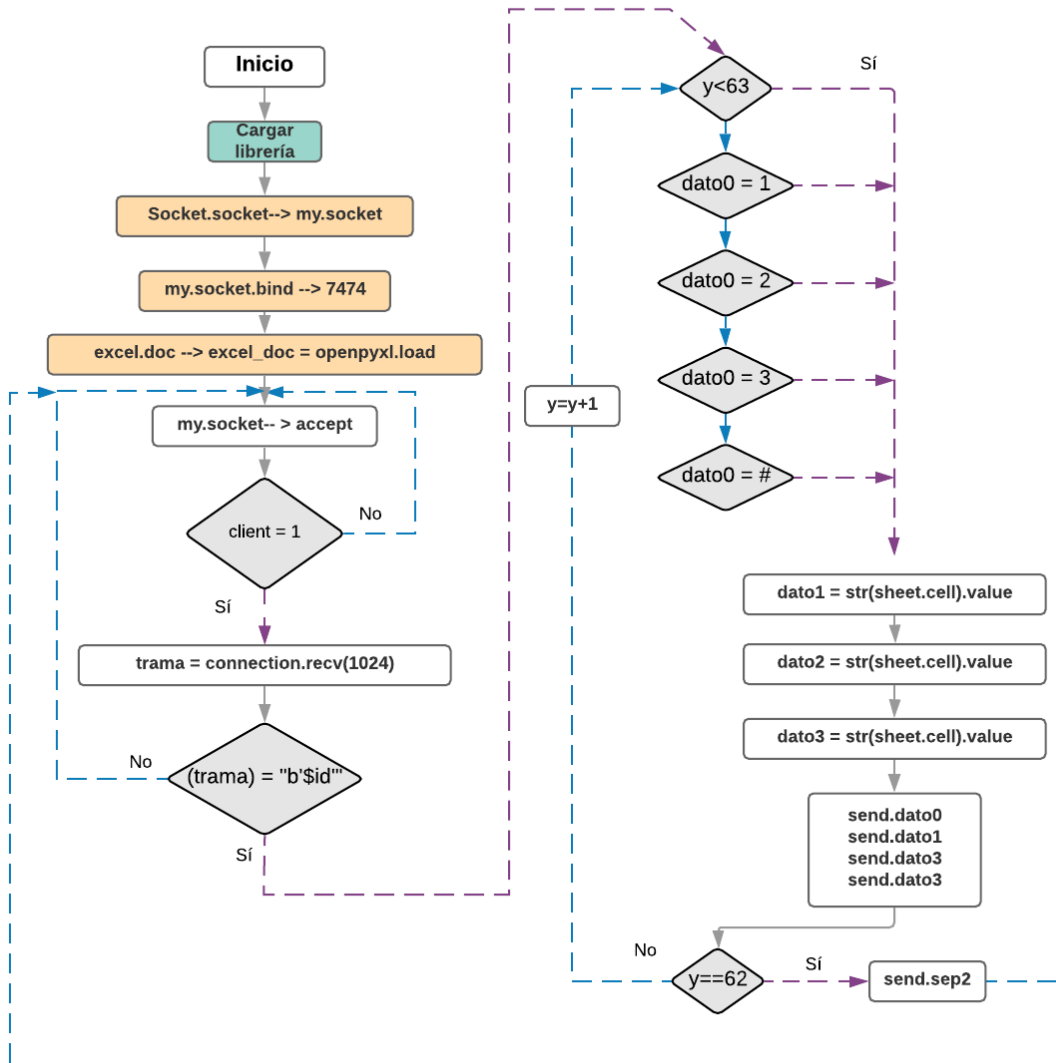 Inicio
Cargar
librería
Socket.socket--> my.socket
my.socket.bind --> 7474
excel.doc --> excel_doc = openpyxl.load
my.socket-- > accept
client = 1
No
Sí
trama = connection.recv(1024)
No
(trama) = "b'$id'"
Sí
y<63
Sí
dato0 = 1
dato0 = 2
dato0 = 3
y=y+1
dato0 = #
dato1 = str(sheet.cell).value
dato2 = str(sheet.cell).value
dato3 = str(sheet.cell).value
send.dato0
send.dato1
send.dato3
send.dato3
No
y==62
Sí
send.sep2